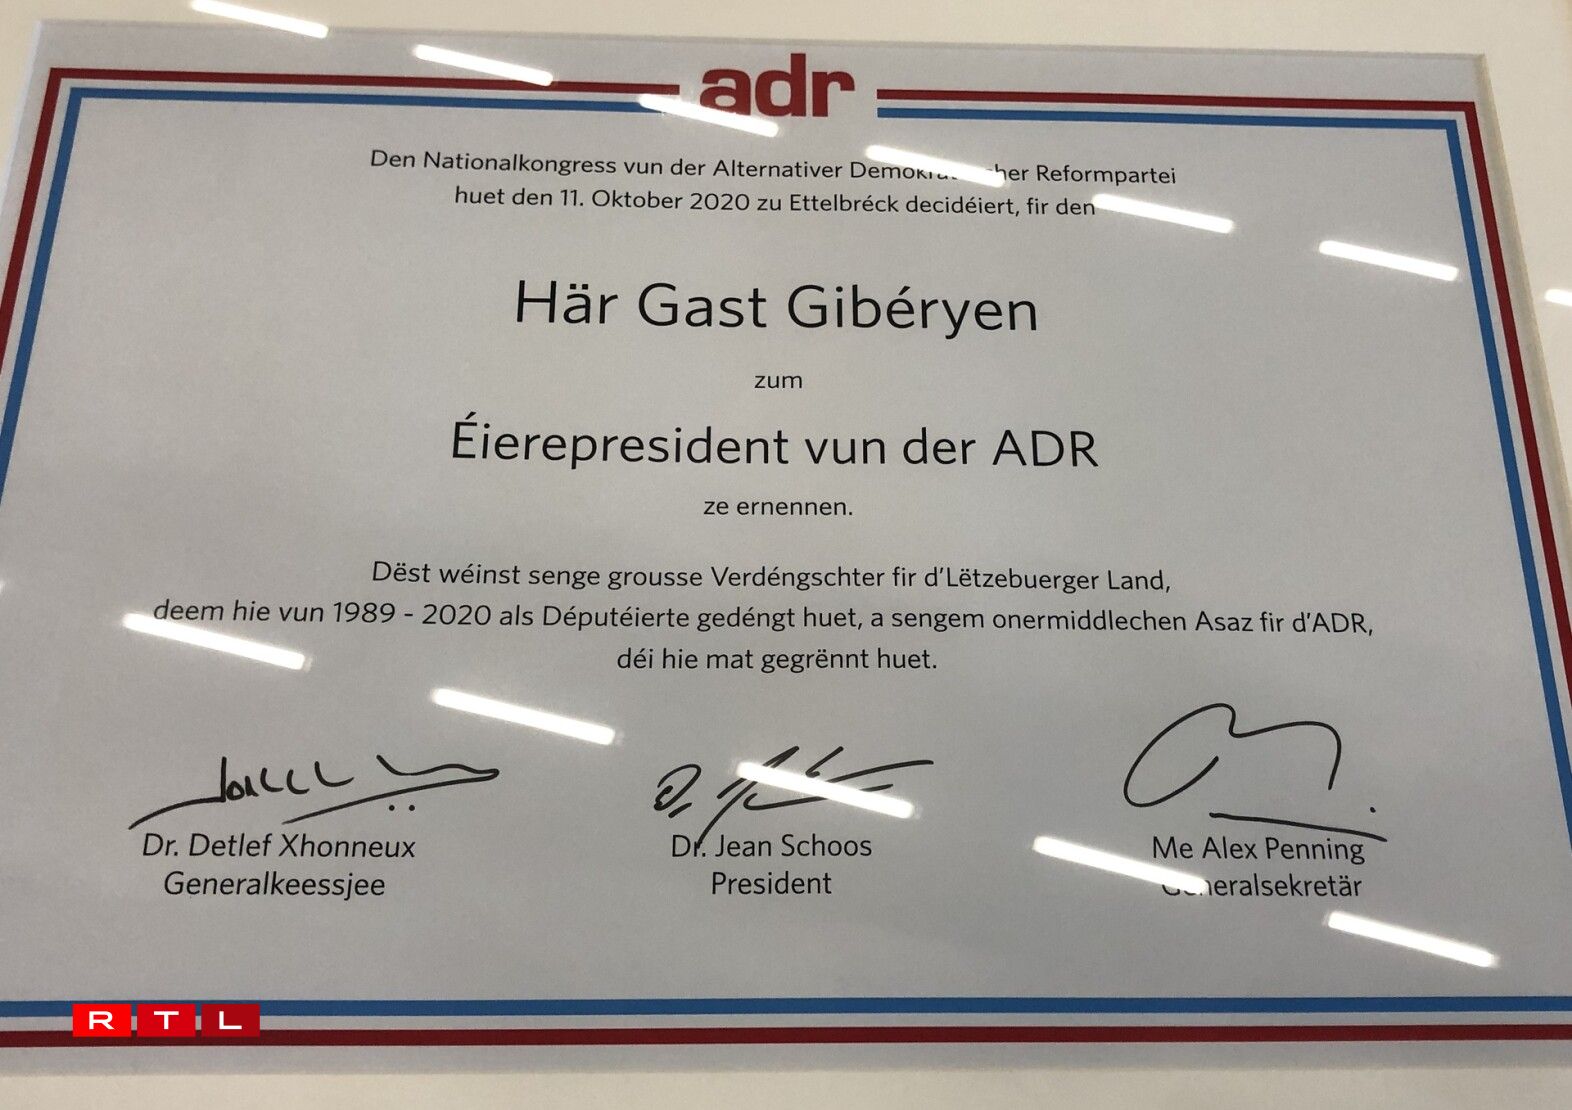 adr
Den Nationalkongress vun der Alternativer Reformpartei
huet den 11. Oktober 2020 zu Ettelbréck decidéiert, fir den
Här Gast Gibéryen
zum
Éierepresident vun der ADR
ze ernennen.
Dëst wéinst senge grousse Verdéngschter fir d'Lëtzebuerger Land,
deem hie vun 1989 - 2020 als Députéierte gedéngt huet, a sengem onermiddlechen Asaz fir d'ADR,
déi hie mat gegrënnt huet.
Dr. Detlef Xhonneux
Generalkeessjee
Dr. Jean Schoos
President
Me Alex Penning
Generalsekretär
RTL